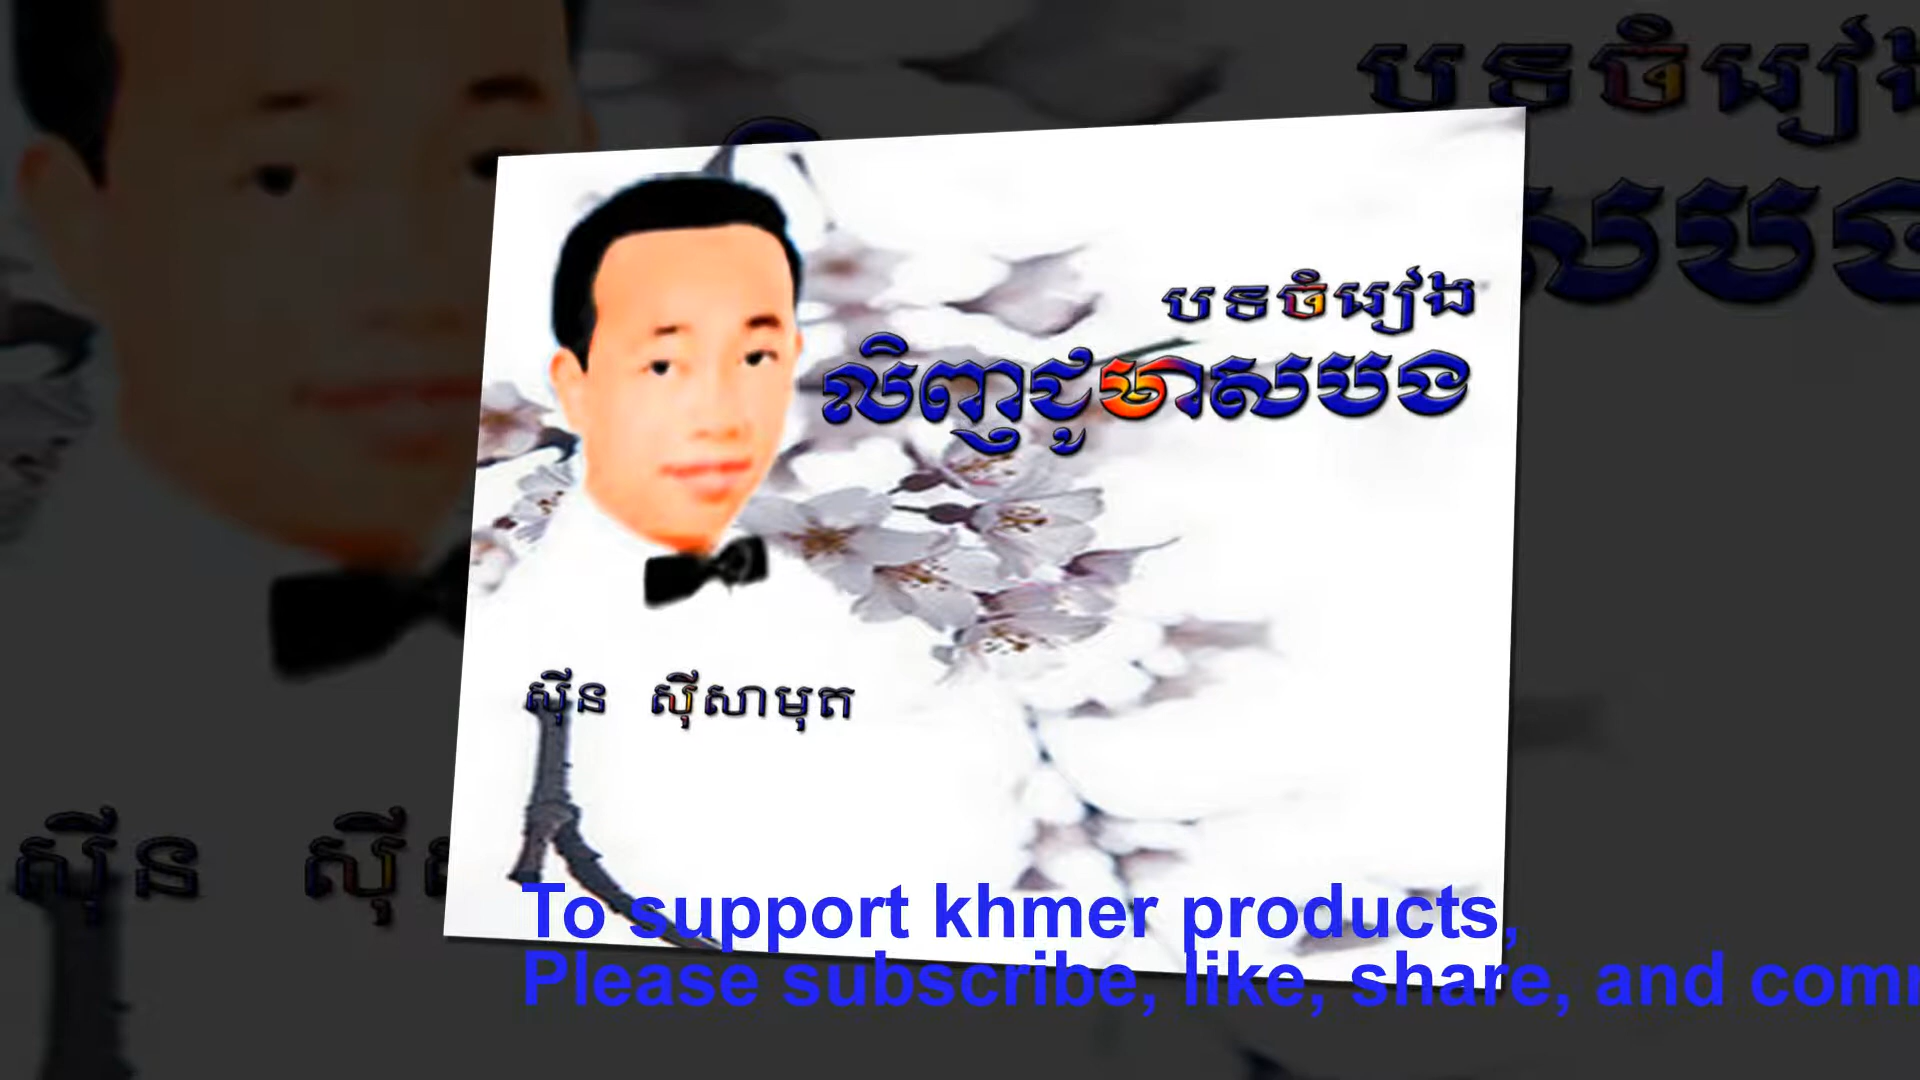 បទចំរៀង
លិញជូមាសបង
ស៊ីន ស៊ីសាមុត
To support khmer products,
Please subscribe, like, share, and comm